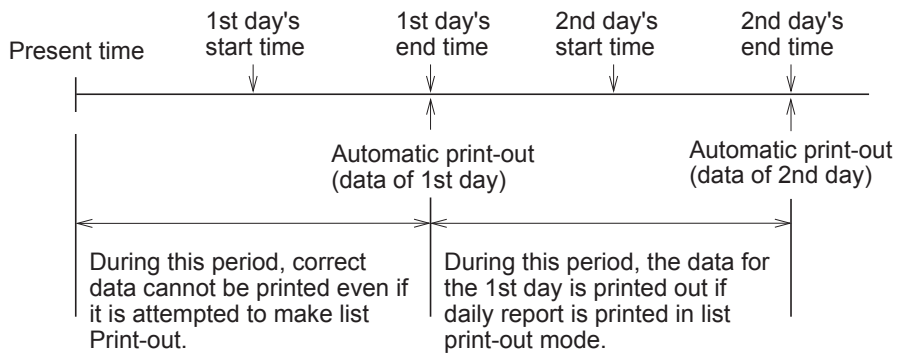 Present time
1st day's
start time
1st day's
end time
2nd day's
start time
2nd day's
end time
Automatic print-out
(data of 1st day)
Automatic print-out
(data of 2nd day)
During this period, correct
data cannot be printed even if
it is attempted to make list
Print-out.
During this period, the data for
the 1st day is printed out if
daily report is printed in list
print-out mode.